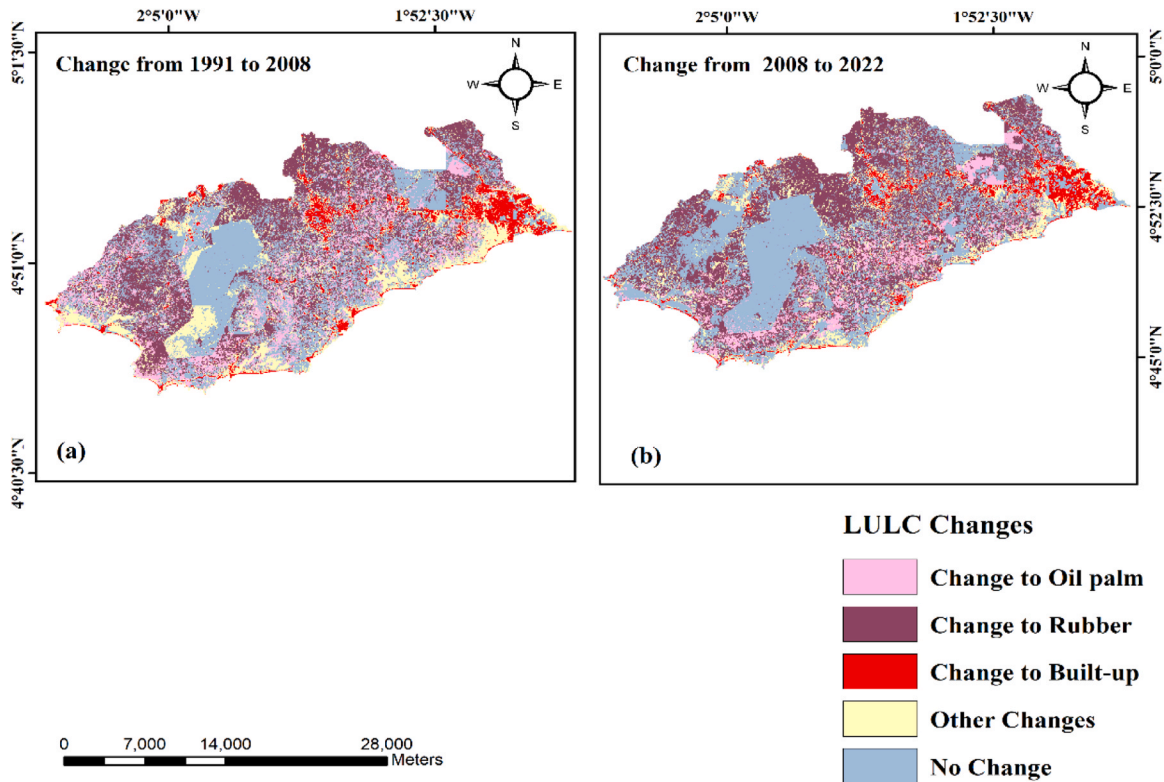 2°5'0"W
1°52'30"W
2°5'0"W
1°52'30"W
5°1'30"N
4°51'0"N
4°40'30"N
Change from 1991 to 2008
N
W
E
S
(a)
Change from 2008 to 2022
N
W
E
S
(b)
5°0'0"N
4°52'30"N
4°45'0"N
LULC Changes
Change to Oil palm
Change to Rubber
Change to Built-up
Other Changes
No Change
0 7,000 14,000 28,000
Meters